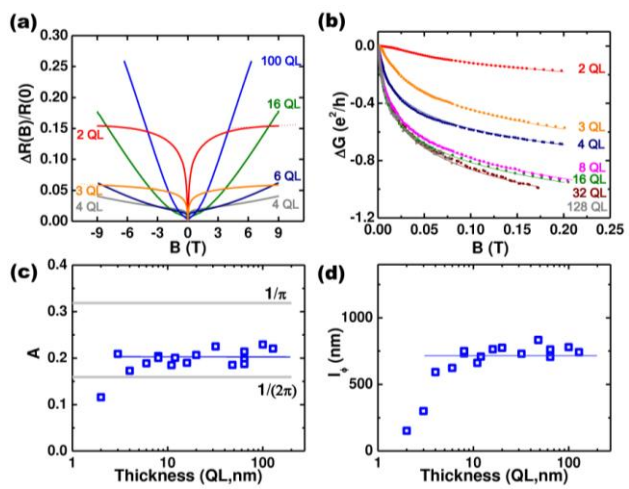 (a)
ΔR(B)/R(0)
0.30
0.25
0.20
0.15
0.10
0.05
0.00
100 QL
16 QL
2 QL
6 QL
3 QL
4 QL
4 QL
-9 -6 -3 0 3 6 9
B (T)
(b)
ΔG (e²/h)
0.0
-0.4
-0.8
-1.2
2 QL
3 QL
4 QL
8 QL
16 QL
32 QL
128 QL
0.00 0.05 0.10 0.15 0.20 0.25
B (T)
(c)
A
0.4
0.3
0.2
0.1
0.0
1/π
1/(2π)
1 10 100
Thickness (QL,nm)
(d)
lϕ (nm)
1000
500
0
1 10 100
Thickness (QL,nm)